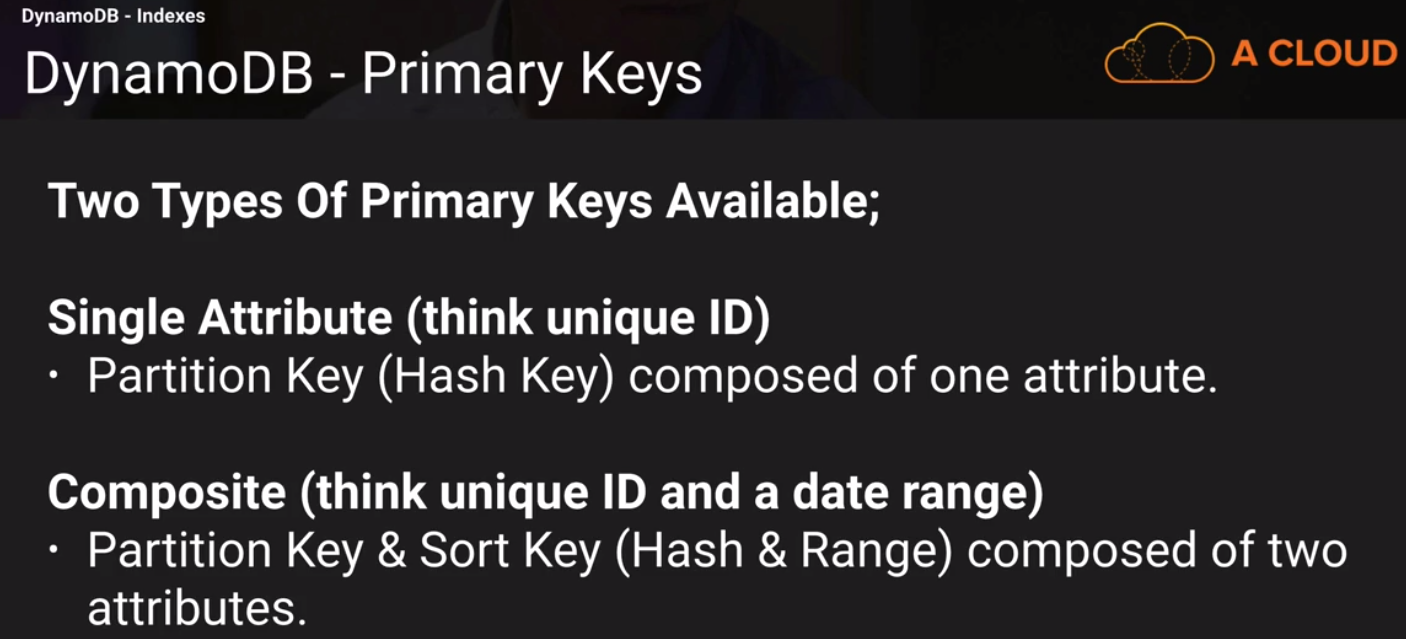 DynamoDB - Indexes
DynamoDB - Primary Keys
A CLOUD
Two Types Of Primary Keys Available;
Single Attribute (think unique ID)
• Partition Key (Hash Key) composed of one attribute.
Composite (think unique ID and a date range)
• Partition Key & Sort Key (Hash & Range) composed of two
attributes.